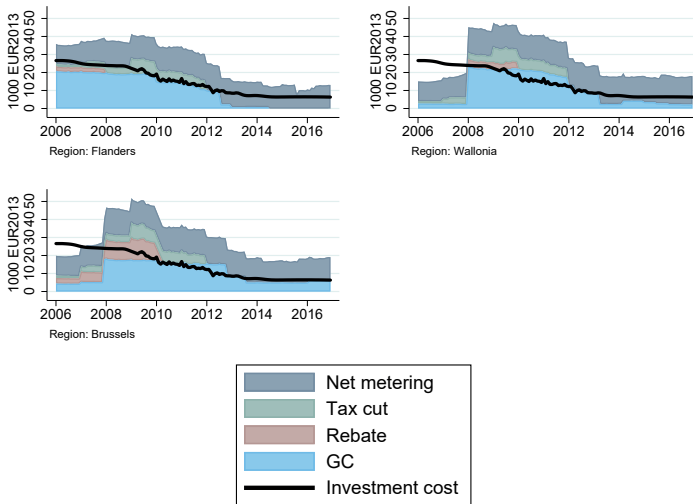 1000 EUR2013
0 10 20 30 40 50
2006 2008 2010 2012 2014 2016
Region: Flanders
1000 EUR2013
0 10 20 30 40 50
2006 2008 2010 2012 2014 2016
Region: Wallonia
1000 EUR2013
0 10 20 30 40 50
2006 2008 2010 2012 2014 2016
Region: Brussels
Net metering
Tax cut
Rebate
GC
Investment cost